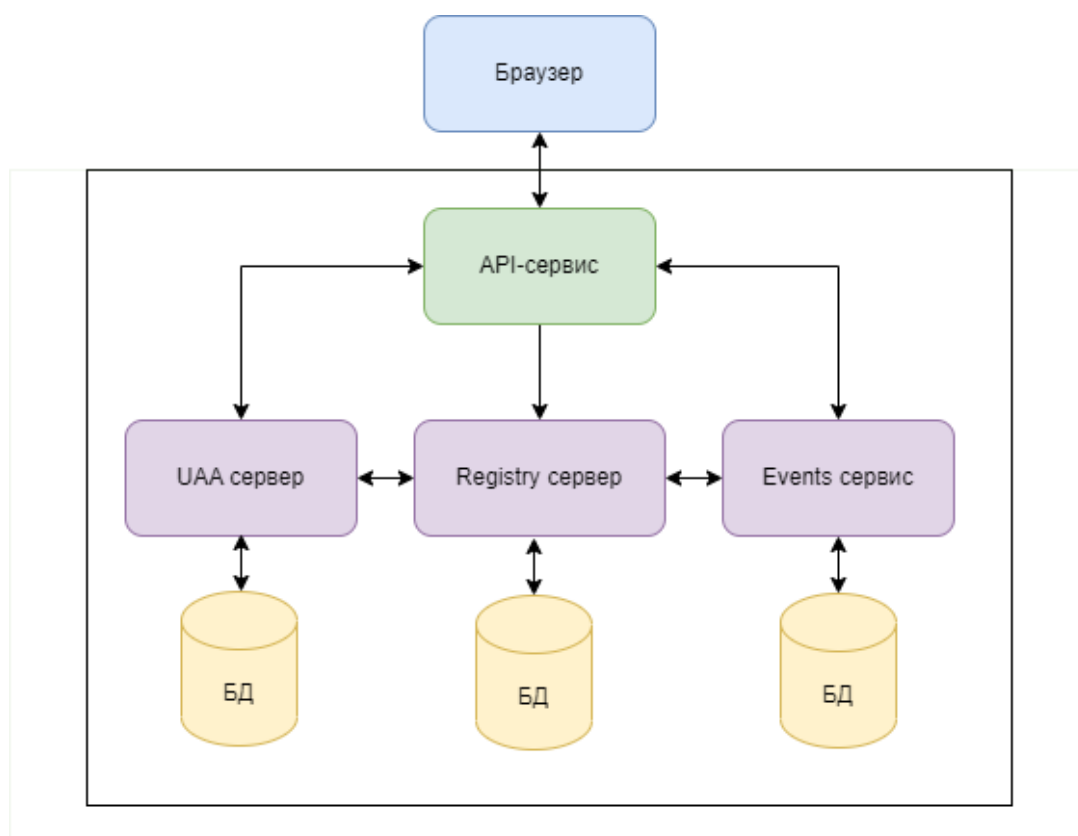 Браузер
API-сервис
UAA сервер
Registry сервер
Events сервис
БД
БД
БД